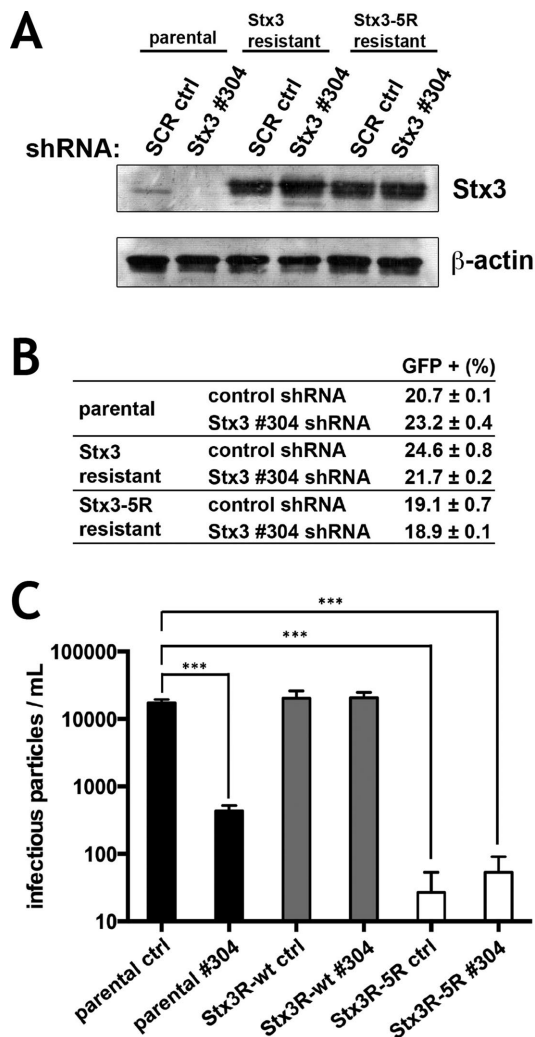 A
parental
Stx3
resistant
Stx3-5R
resistant
shRNA:
SCR ctrl
Stx3 #304
SCR ctrl
Stx3 #304
SCR ctrl
Stx3 #304
Stx3
β-actin
B
GFP + (%)
parental
control shRNA 20.7 ± 0.1
Stx3 #304 shRNA 23.2 ± 0.4
Stx3
resistant
control shRNA 24.6 ± 0.8
Stx3 #304 shRNA 21.7 ± 0.2
Stx3-5R
resistant
control shRNA 19.1 ± 0.7
Stx3 #304 shRNA 18.9 ± 0.1
C
***
***
***
infectious particles / mL
100000
10000
1000
100
10
parental ctrl
parental #304
Stx3R-wt ctrl
Stx3R-wt #304
Stx3R-5R ctrl
Stx3R-5R #304